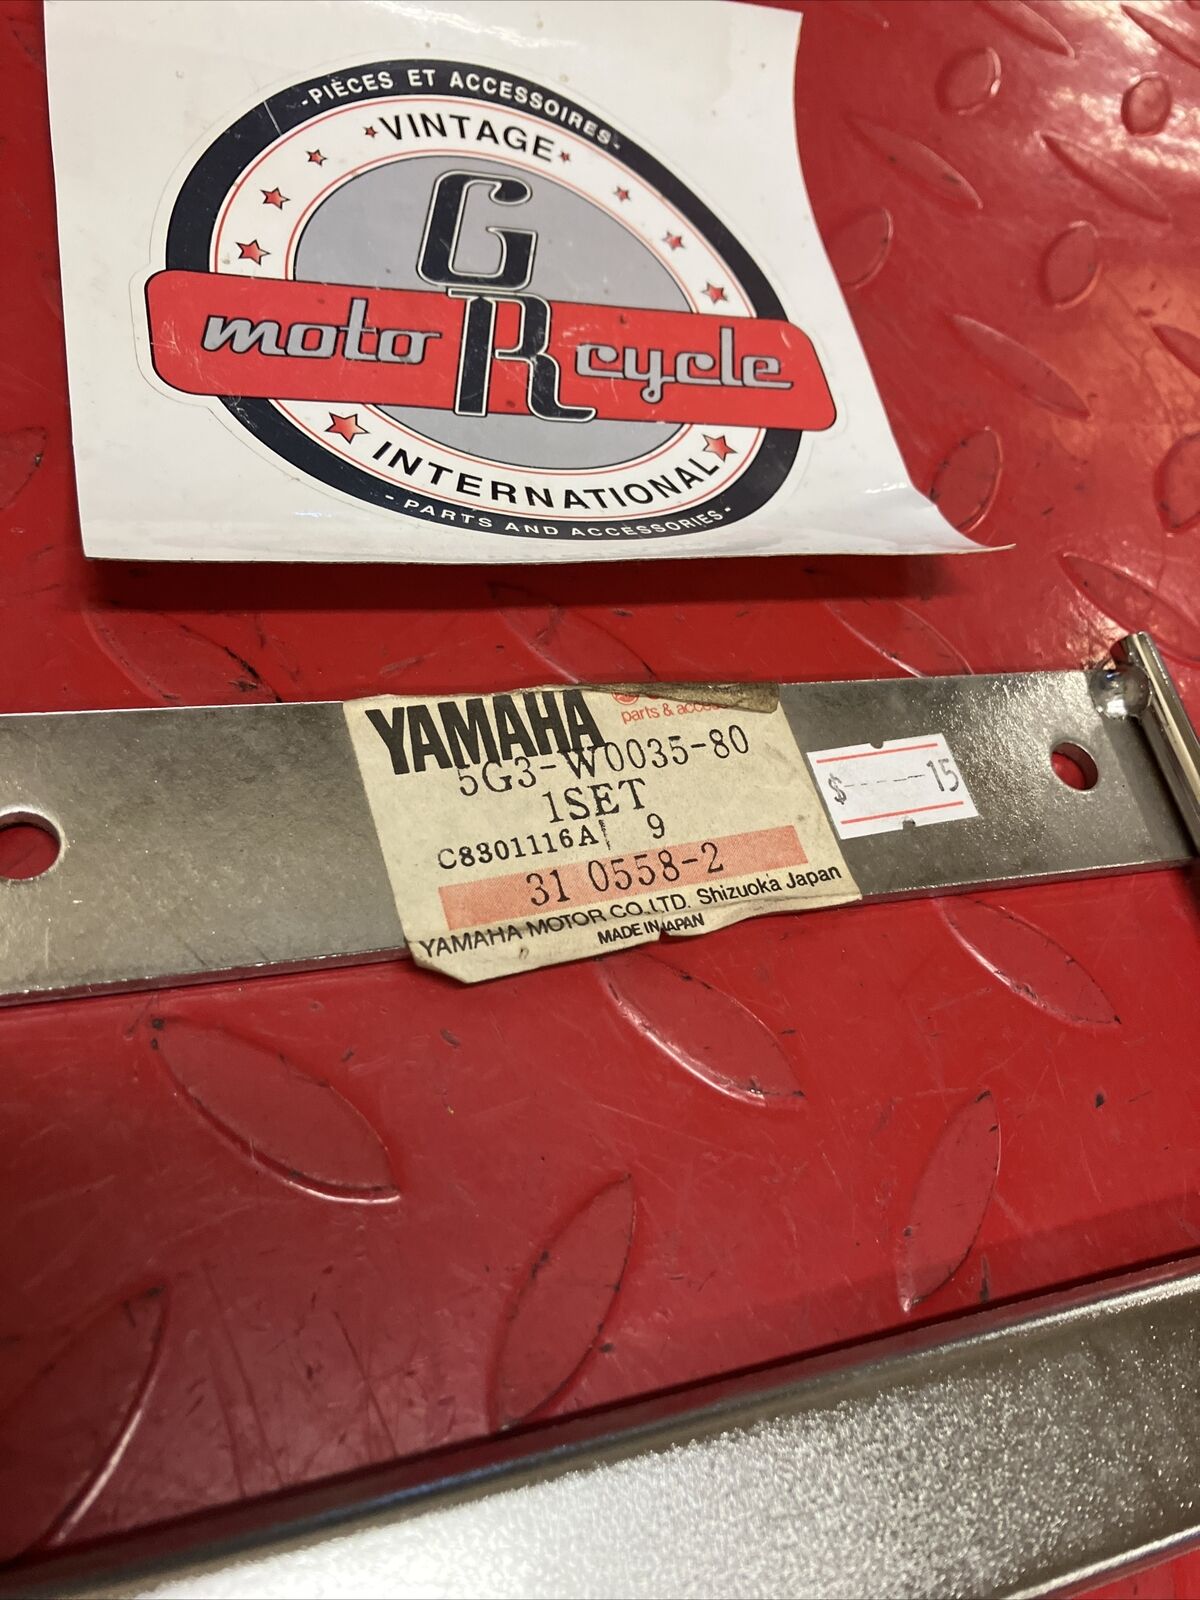 -PIÈCES ET ACCESSOIRES-
VINTAGE
G
moto R cycle
INTERNATIONAL
- PARTS AND ACCESSORIES-
YAMAHA
parts &
5G3-W0035-80
1SET
C8301116A 9
31 0558-2
YAMAHA MOTOR CO.,LTD. Shizuoka Japan
MADE IN JAPAN
$ ------ 15